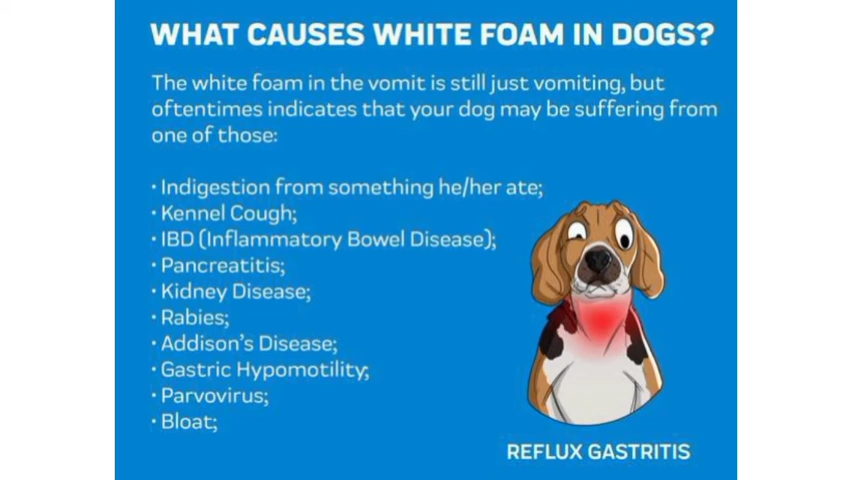 WHAT CAUSES WHITE FOAM IN DOGS?
The white foam in the vomit is still just vomiting, but
oftentimes indicates that your dog may be suffering from
one of those:
· Indigestion from something he/her ate;
· Kennel Cough;
· IBD (Inflammatory Bowel Disease);
· Pancreatitis;
· Kidney Disease;
· Rabies;
· Addison's Disease;
· Gastric Hypomotility;
· Parvovirus;
· Bloat;
REFLUX GASTRITIS